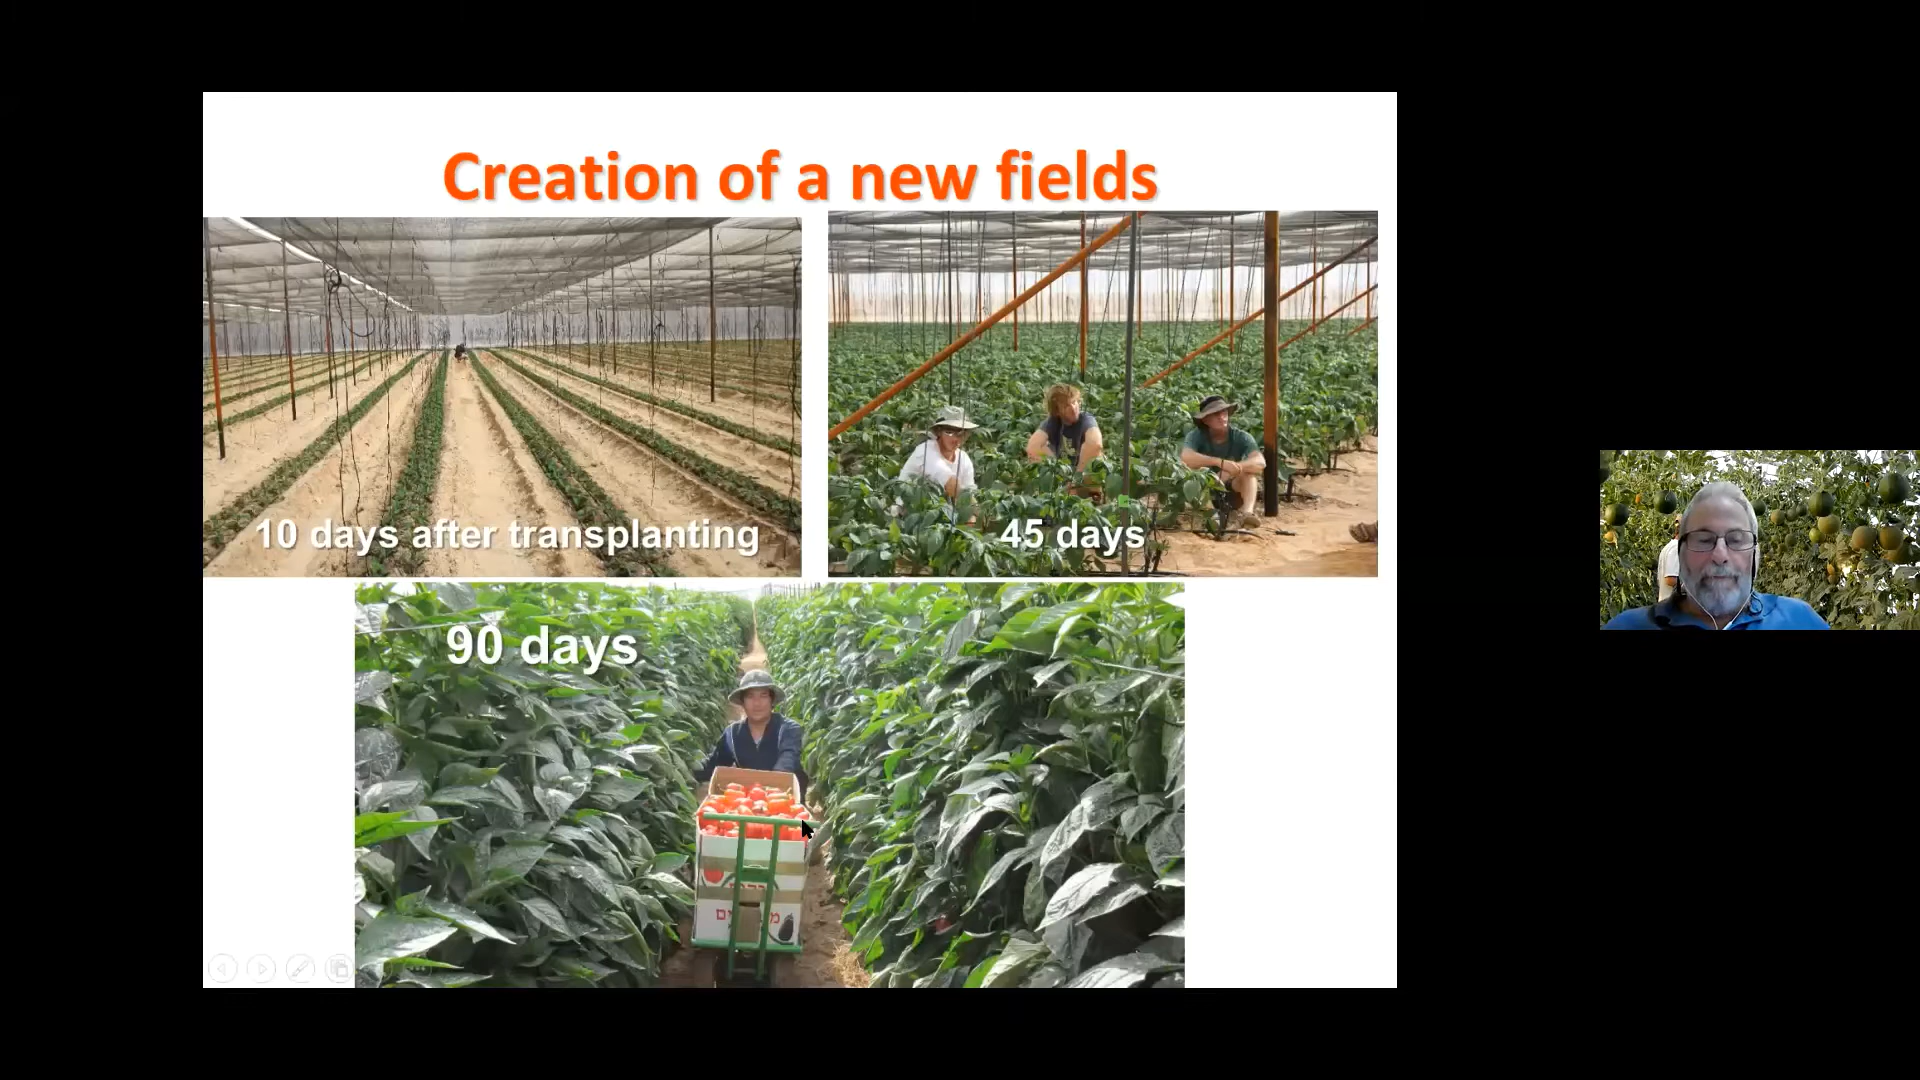 Creation of a new fields
10 days after transplanting
45 days
90 days